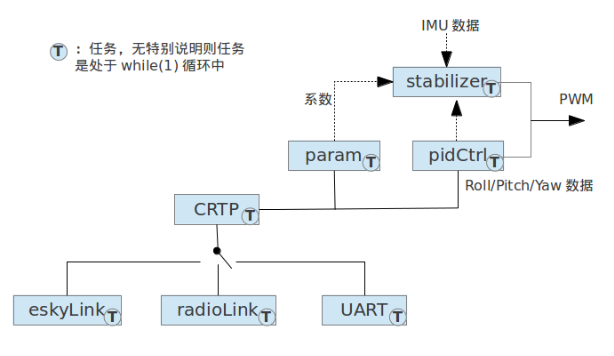 IMU 数据
T ：任务，无特别说明则任务
是处于 while(1) 循环中
stabilizer T
系数
PWM
param T
pidCtrl T
Roll/Pitch/Yaw 数据
CRTP T
eskyLink T
radioLink T
UART T